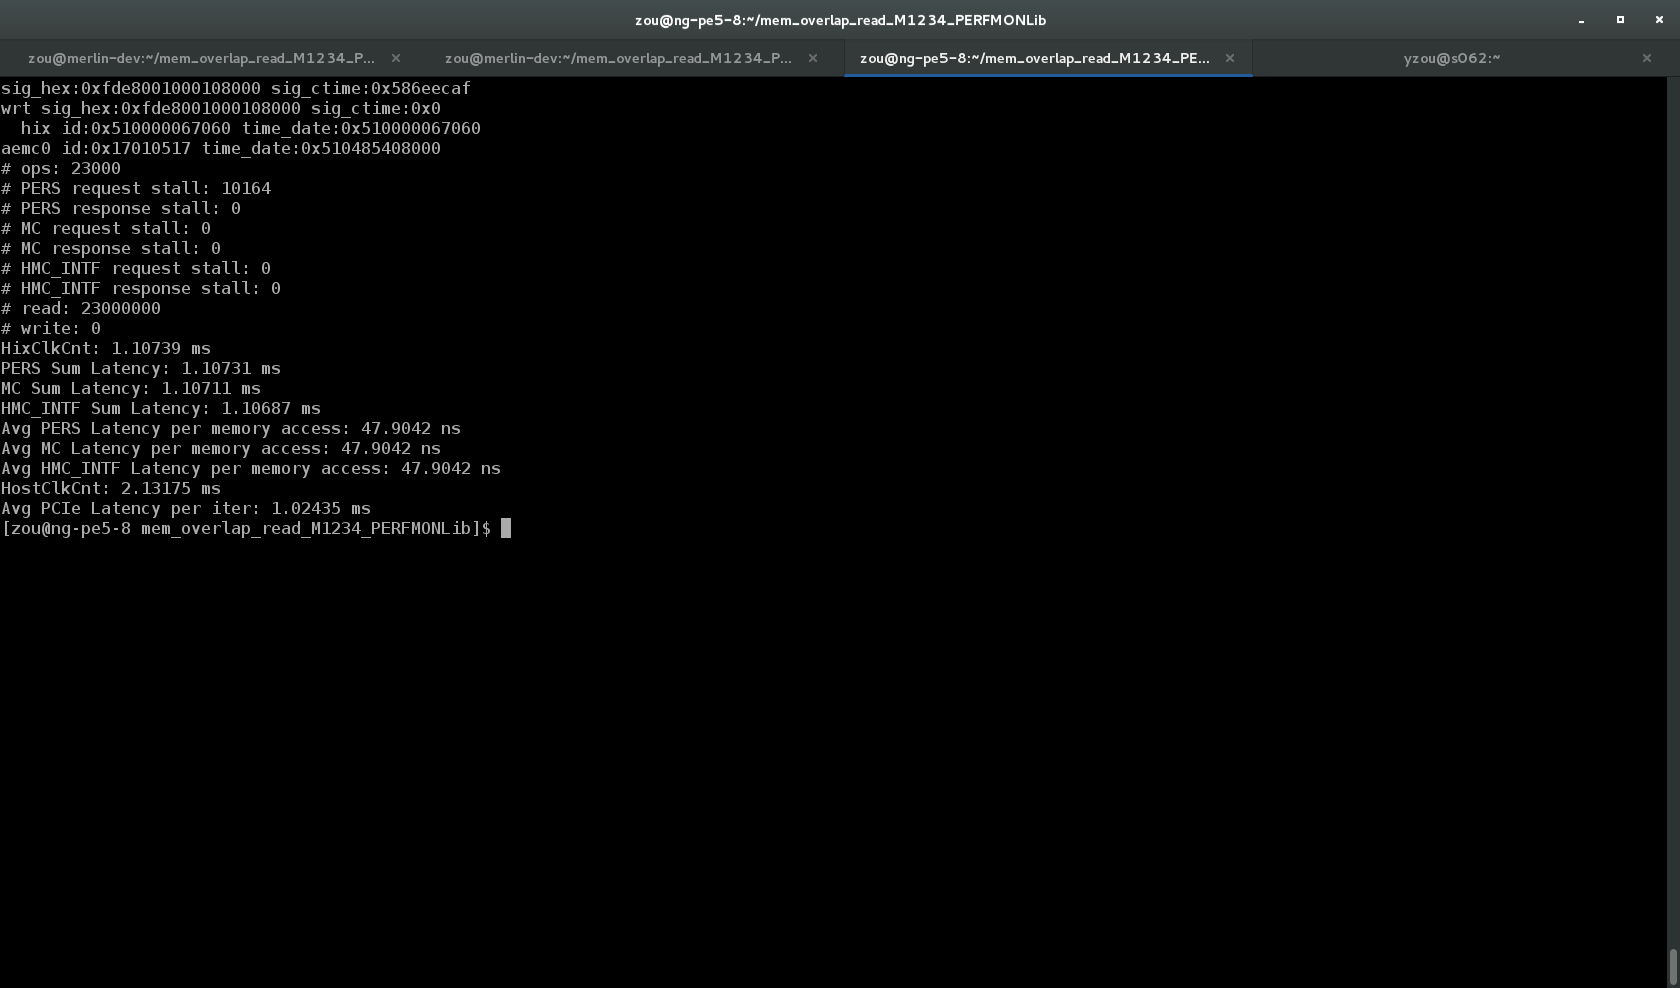 zou@ng-pe5-8:~/mem_overlap_read_M1234_PERFMONLib
zou@merlin-dev:~/mem_overlap_read_M1234_P... zou@merlin-dev:~/mem_overlap_read_M1234_P... zou@ng-pe5-8:~/mem_overlap_read_M1234_PE... yzou@s062:~
sig_hex:0xfde8001000108000 sig_ctime:0x586eecaf
wrt sig_hex:0xfde8001000108000 sig_ctime:0x0
  hix id:0x510000067060 time_date:0x510000067060
aemc0 id:0x17010517 time_date:0x510485408000
# ops: 23000
# PERS request stall: 10164
# PERS response stall: 0
# MC request stall: 0
# MC response stall: 0
# HMC_INTF request stall: 0
# HMC_INTF response stall: 0
# read: 23000000
# write: 0
HixClkCnt: 1.10739 ms
PERS Sum Latency: 1.10731 ms
MC Sum Latency: 1.10711 ms
HMC_INTF Sum Latency: 1.10687 ms
Avg PERS Latency per memory access: 47.9042 ns
Avg MC Latency per memory access: 47.9042 ns
Avg HMC_INTF Latency per memory access: 47.9042 ns
HostClkCnt: 2.13175 ms
Avg PCIe Latency per iter: 1.02435 ms
[zou@ng-pe5-8 mem_overlap_read_M1234_PERFMONLib]$